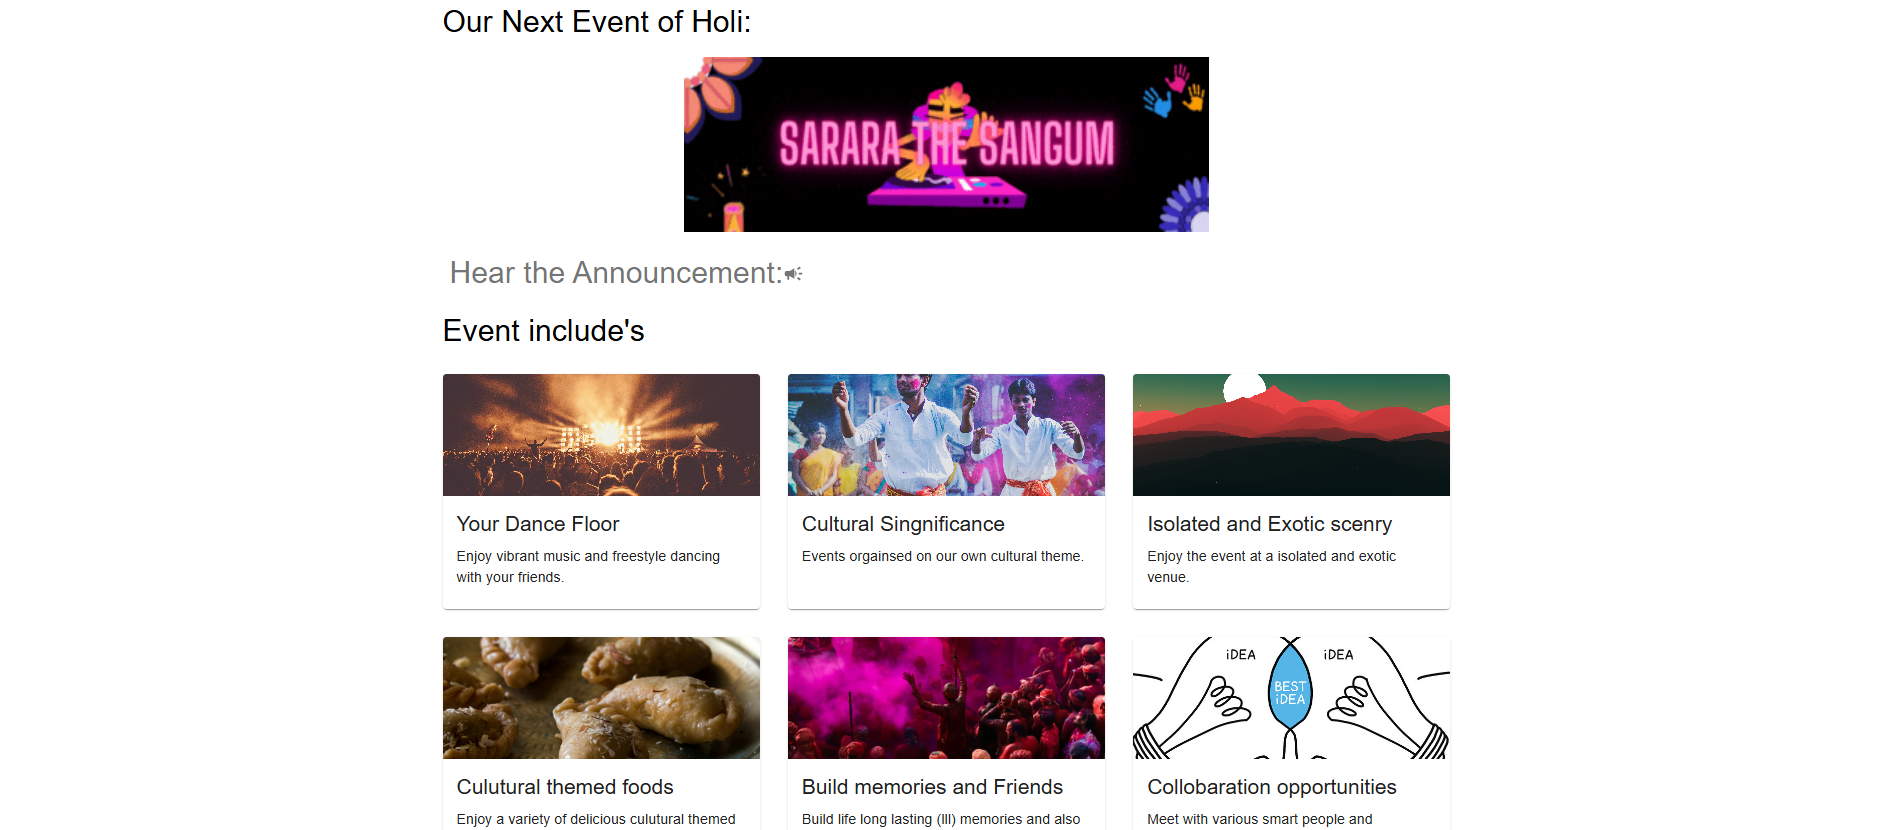 Our Next Event of Holi:
SARARA THE SANGUM
Hear the Announcement:
Event include's
Your Dance Floor
Enjoy vibrant music and freestyle dancing
with your friends.
Cultural Singnificance
Events orgainsed on our own cultural theme.
Isolated and Exotic scenry
Enjoy the event at a isolated and exotic
venue.
iDEA
iDEA
BEST
iDEA
Culutural themed foods
Enjoy a variety of delicious culutural themed
Build memories and Friends
Build life long lasting (III) memories and also
Collobaration opportunities
Meet with various smart people and